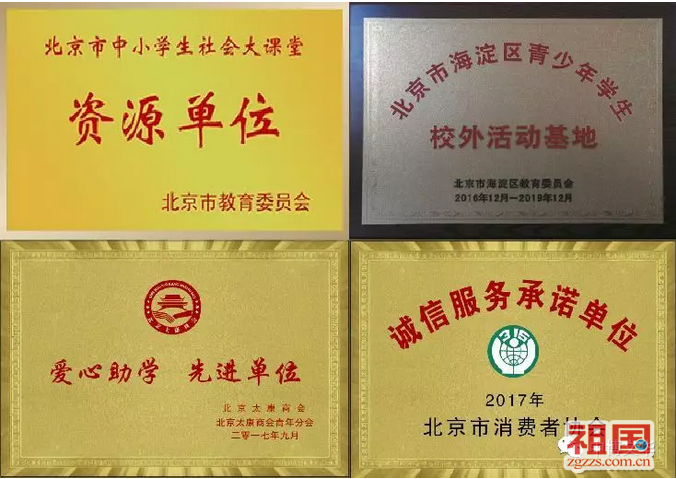 北京市中小学生社会大课堂
资源单位
北京市教育委员会
北京市海淀区青少年学生
校外活动基地
北京市海淀区教育委员会
2016年12月—2019年12月
爱心助学 先进单位
北京太康商会
北京太康商会青年分会
二〇一七年九月
诚信服务承诺单位
2017年
北京市消费者协会
祖国
zgzzs.com.cn